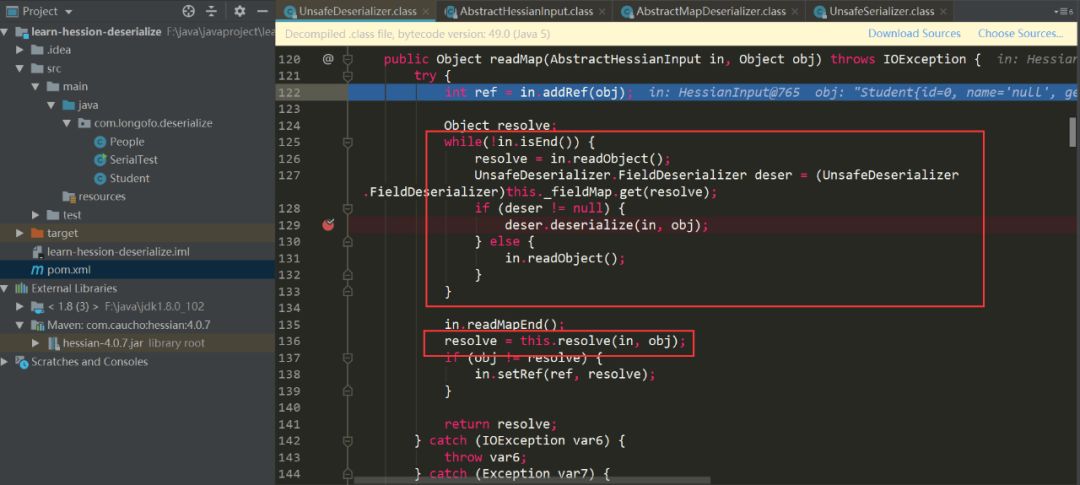 Project
learn-hession-deserialize F:\java\javaproject\lea
.idea
src
main
java
com.longofo.deserialize
People
SerialTest
Student
resources
test
target
learn-hession-deserialize.iml
pom.xml
External Libraries
< 1.8 (3) > F:\java\jdk1.8.0_102
Maven: com.caucho:hessian:4.0.7
hessian-4.0.7.jar library root
Scratches and Consoles
UnsafeDeserializer.class AbstractHessianInput.class AbstractMapDeserializer.class UnsafeSerializer.class
Decompiled .class file, bytecode version: 49.0 (Java 5) Download Sources Choose Sources...
120 @ public Object readMap(AbstractHessianInput in, Object obj) throws IOException { in: Hessian
121 try {
122 int ref = in.addRef(obj); in: HessianInput@765 obj: "Student{id=0, name='null', ge
123
124 Object resolve;
125 while(!in.isEnd()) {
126 resolve = in.readObject();
127 UnsafeDeserializer.FieldDeserializer deser = (UnsafeDeserializer
.FieldDeserializer)this._fieldMap.get(resolve);
128 if (deser != null) {
129 deser.deserialize(in, obj);
130 } else {
131 in.readObject();
132 }
133 }
134
135 in.readMapEnd();
136 resolve = this.resolve(in, obj);
137 if (obj != resolve) {
138 in.setRef(ref, resolve);
139 }
140
141 return resolve;
142 } catch (IOException var6) {
143 throw var6;
144 } catch (Exception var7) {